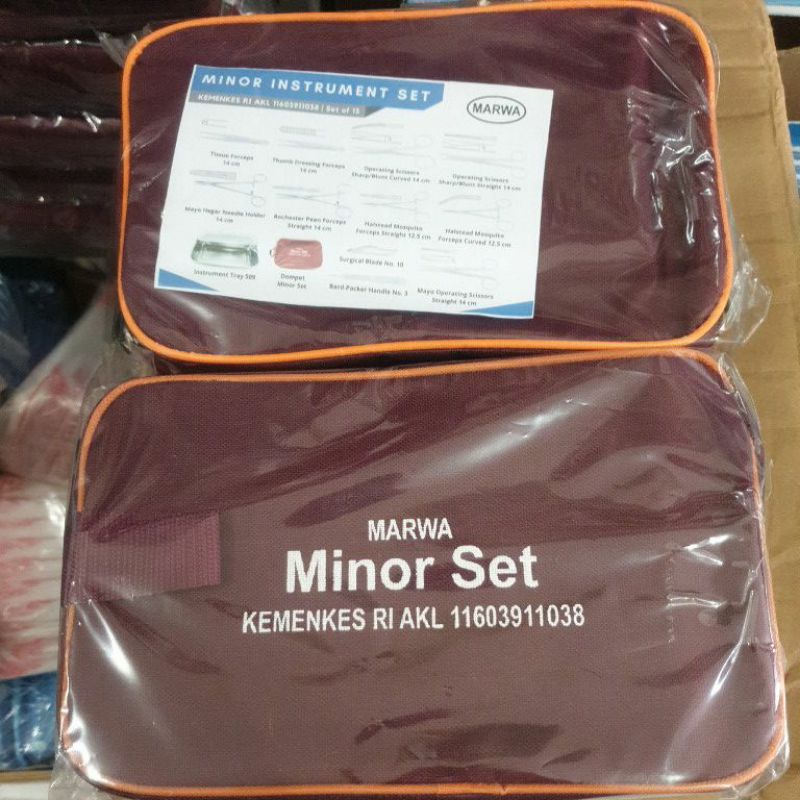 MINOR INSTRUMENT SET
KEMENKES RI AKL 11603911038 | Set of 15
MARWA
Tissue Forceps
14 cm
Thumb Dressing Forceps
14 cm
Operating Scissors
Sharp/Blunt Curved 14 cm
Operating Scissors
Sharp/Blunt Straight 14 cm
Mayo Hegar Needle Holder
14 cm
Rochester Pean Forceps
Straight 14 cm
Halstead Mosquito
Forceps Straight 12.5 cm
Halstead Mosquito
Forceps Curved 12.5 cm
Instrument Tray S09
Dompet
Minor Set
Surgical Blade No. 10
Bard-Parker Handle No. 3
Mayo Operating Scissors
Straight 14 cm
MARWA
Minor Set
KEMENKES RI AKL 11603911038